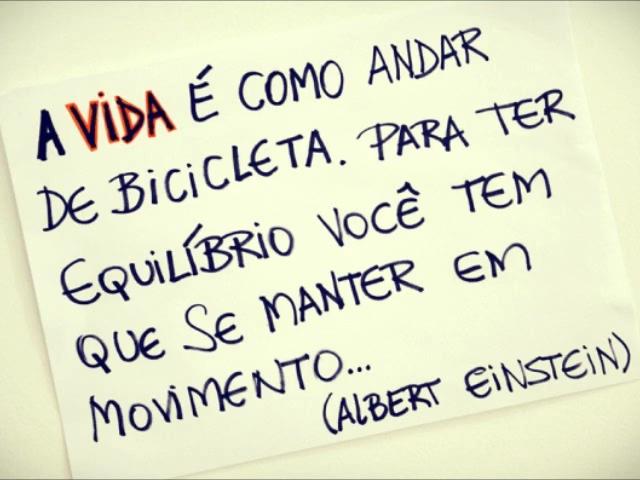 A VIDA É COMO ANDAR
DE BICICLETA. PARA TER
EQUILÍBRIO VOCÊ TEM
QUE SE MANTER EM
MOVIMENTO...
(ALBERT EINSTEIN)